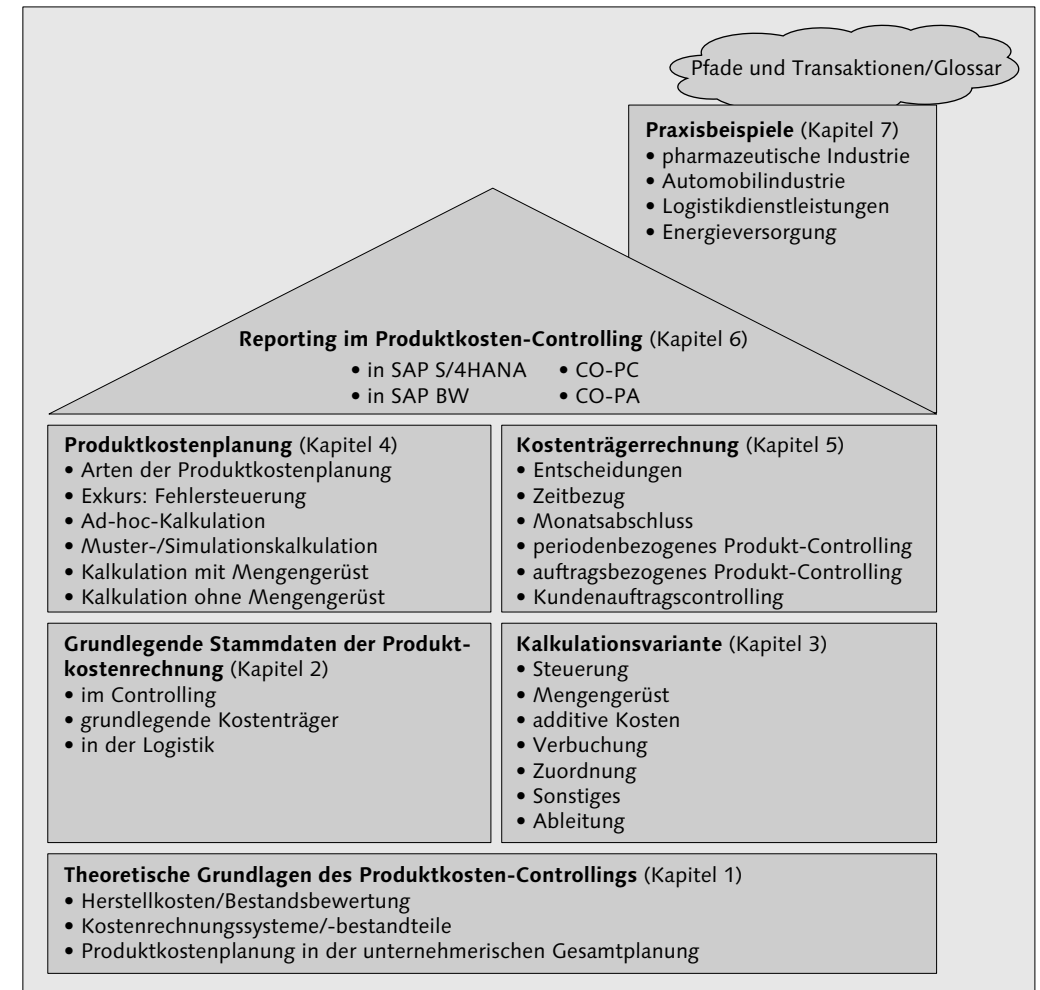 Pfade und Transaktionen/Glossar
Praxisbeispiele (Kapitel 7)
• pharmazeutische Industrie
• Automobilindustrie
• Logistikdienstleistungen
• Energieversorgung
Reporting im Produktkosten-Controlling (Kapitel 6)
• in SAP S/4HANA • CO-PC
• in SAP BW • CO-PA
Produktkostenplanung (Kapitel 4)
• Arten der Produktkostenplanung
• Exkurs: Fehlersteuerung
• Ad-hoc-Kalkulation
• Muster-/Simulationskalkulation
• Kalkulation mit Mengengerüst
• Kalkulation ohne Mengengerüst
Kostenträgerrechnung (Kapitel 5)
• Entscheidungen
• Zeitbezug
• Monatsabschluss
• periodenbezogenes Produkt-Controlling
• auftragsbezogenes Produkt-Controlling
• Kundenauftragscontrolling
Grundlegende Stammdaten der Produkt-
kostenrechnung (Kapitel 2)
• im Controlling
• grundlegende Kostenträger
• in der Logistik
Kalkulationsvariante (Kapitel 3)
• Steuerung
• Mengengerüst
• additive Kosten
• Verbuchung
• Zuordnung
• Sonstiges
• Ableitung
Theoretische Grundlagen des Produktkosten-Controllings (Kapitel 1)
• Herstellkosten/Bestandsbewertung
• Kostenrechnungssysteme/-bestandteile
• Produktkostenplanung in der unternehmerischen Gesamtplanung